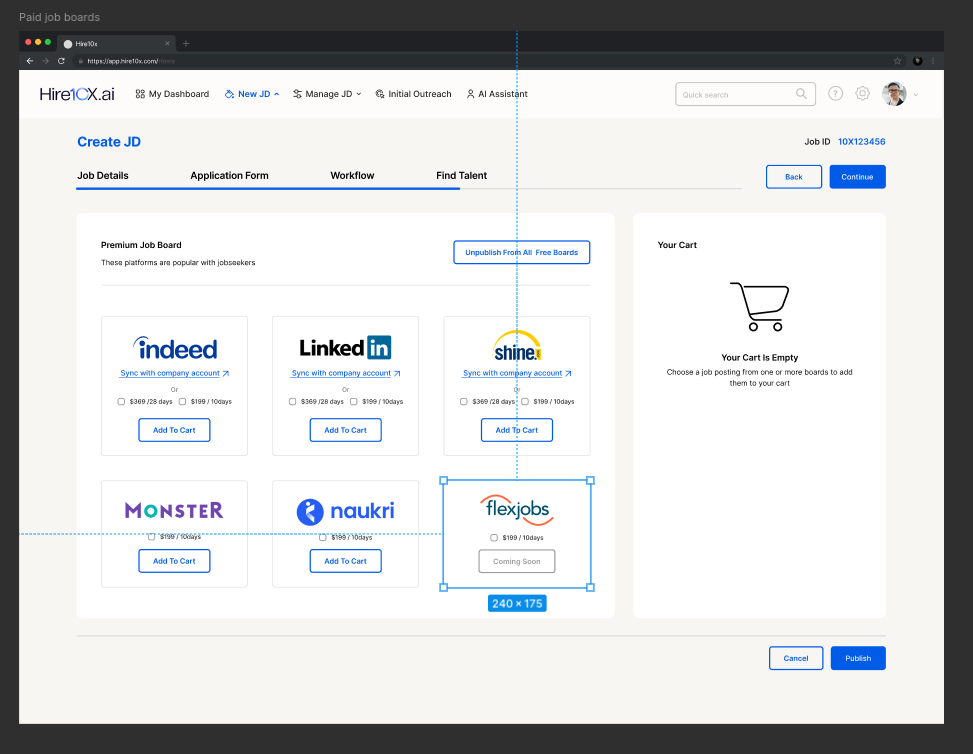 Paid job boards
Hire10x
https://app.hire10x.com/Home
Hire10X.ai
My Dashboard
New JD
Manage JD
Initial Outreach
AI Assistant
Quick search
?
Create JD
Job ID 10X123456
Job Details
Application Form
Workflow
Find Talent
Back
Continue
Premium Job Board
These platforms are popular with jobseekers
Unpublish From All Free Boards
indeed
Sync with company account
Or
$369 /28 days
$199 / 10days
Add To Cart
LinkedIn
Sync with company account
Or
$369 /28 days
$199 / 10days
Add To Cart
shine.
Sync with company account
Or
$369 /28 days
$199 / 10days
Add To Cart
MONSTER
$199 / 10days
Add To Cart
naukri
$199 / 10days
Add To Cart
flexjobs
$199 / 10days
Coming Soon
240 × 175
Your Cart
Your Cart Is Empty
Choose a job posting from one or more boards to add
them to your cart
Cancel
Publish